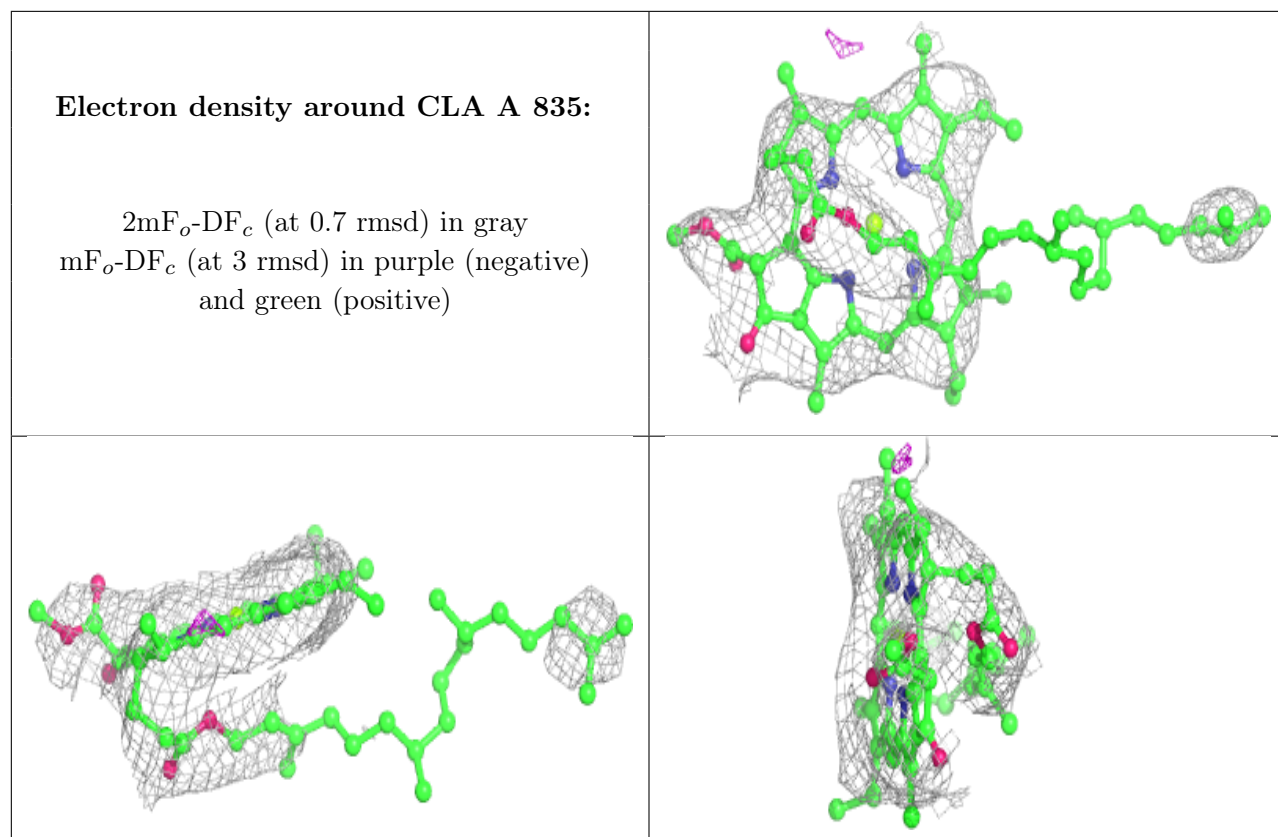 Electron density around CLA A 835:
2mFo-DFc (at 0.7 rmsd) in gray
mFo-DFc (at 3 rmsd) in purple (negative)
and green (positive)